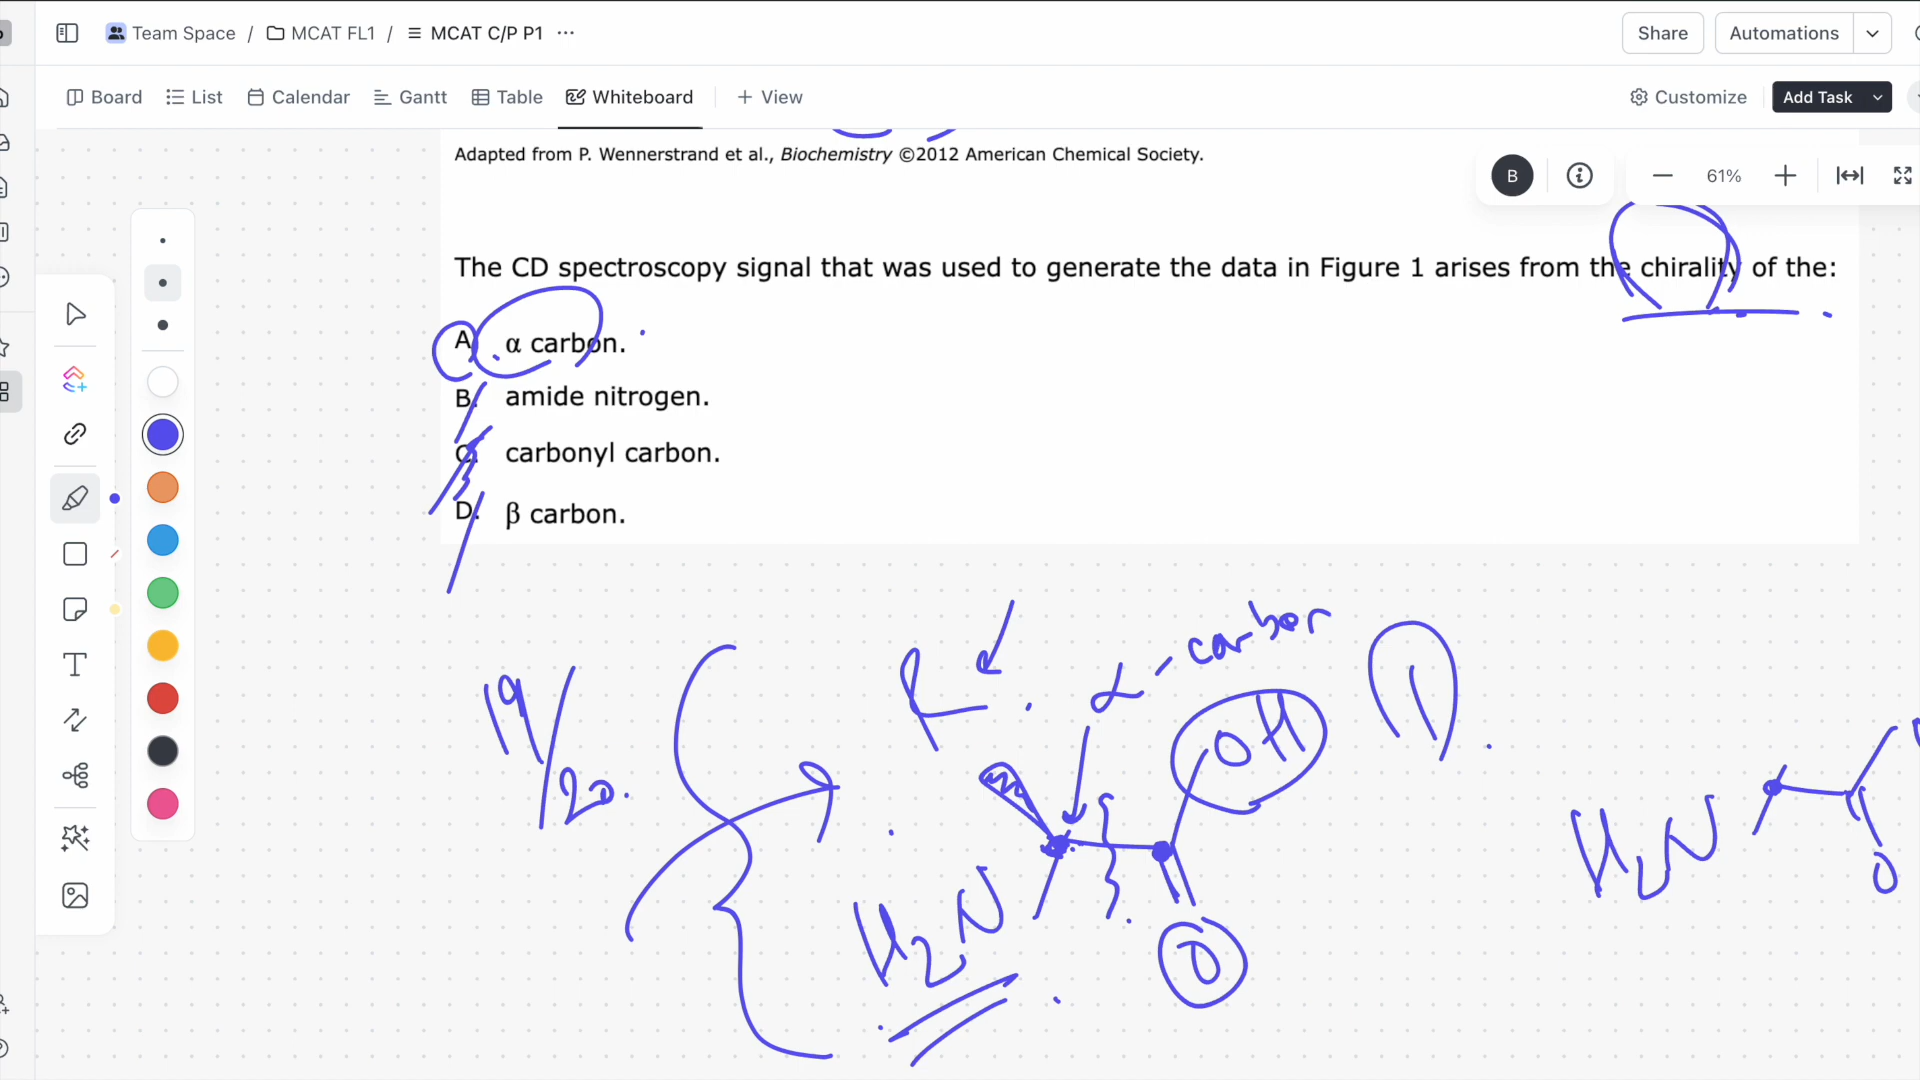 Team Space / MCAT FL1 / MCAT C/P P1 ...
Share
Automations
Board
List
Calendar
Gantt
Table
Whiteboard
+ View
Customize
Add Task
Adapted from P. Wennerstrand et al., Biochemistry ©2012 American Chemical Society.
B
61%
The CD spectroscopy signal that was used to generate the data in Figure 1 arises from the chirality of the:
A. α carbon.
B. amide nitrogen.
C. carbonyl carbon.
D. β carbon.
T
19/20.
R
α - carbon
OH
H2N
O
H2N
O